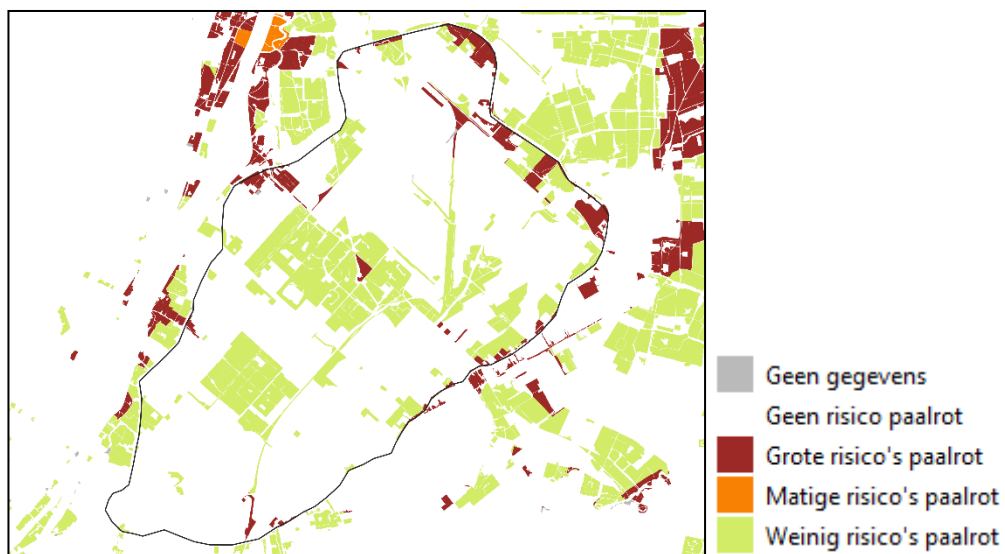 Geen gegevens
Geen risico paalrot
Grote risico's paalrot
Matige risico's paalrot
Weinig risico's paalrot